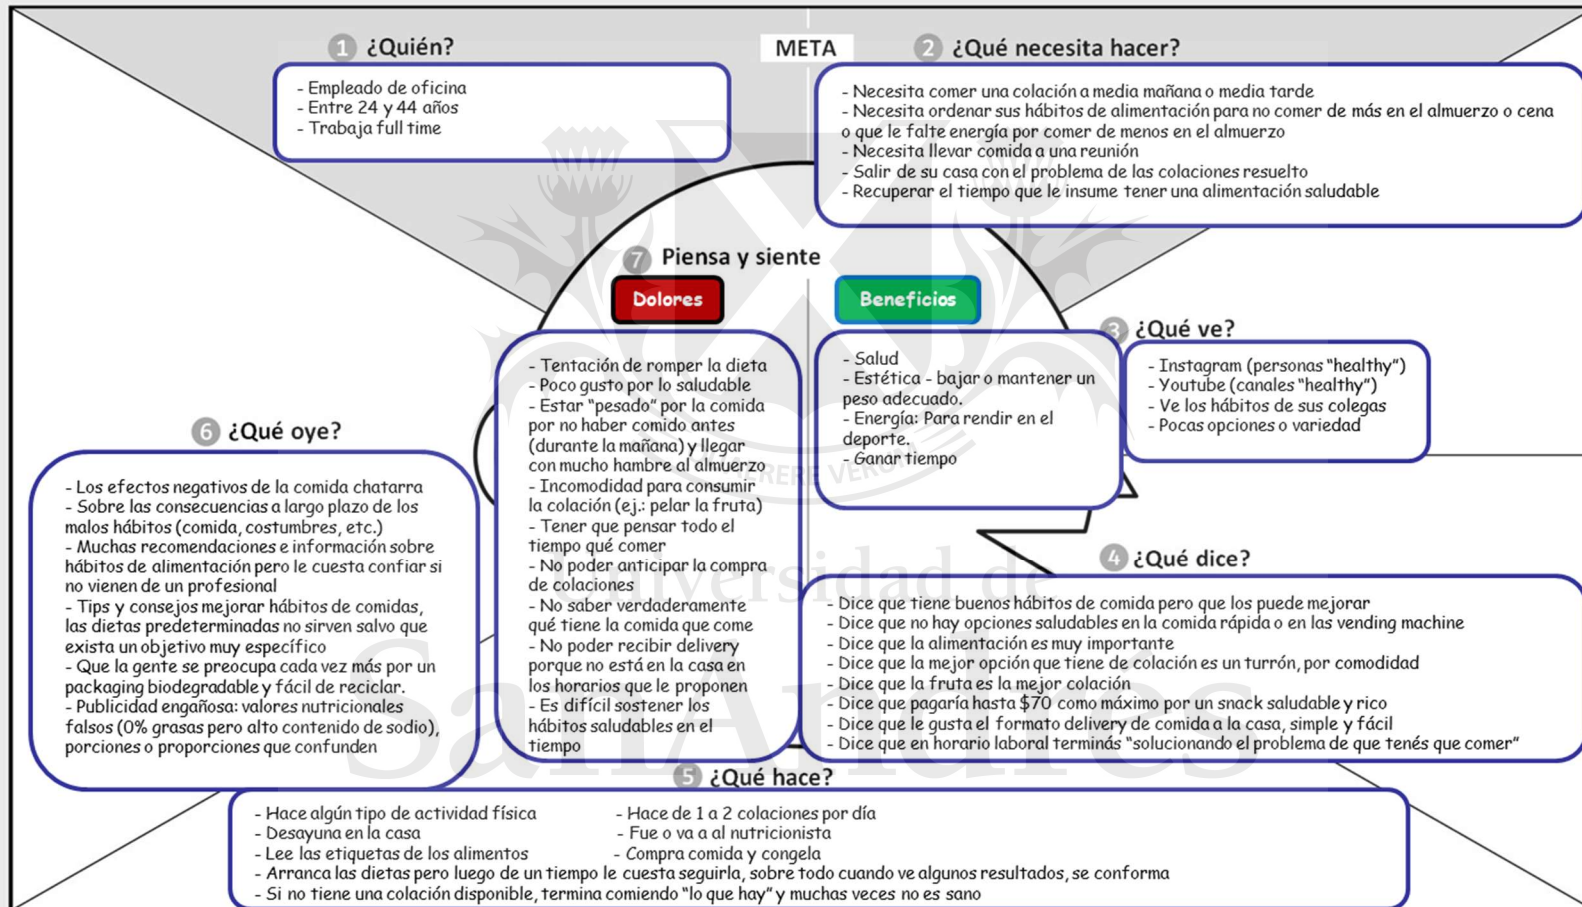 1 ¿Quién?
- Empleado de oficina
- Entre 24 y 44 años
- Trabaja full time
META
2 ¿Qué necesita hacer?
- Necesita comer una colación a media mañana o media tarde
- Necesita ordenar sus hábitos de alimentación para no comer de más en el almuerzo o cena
o que le falte energía por comer de menos en el almuerzo
- Necesita llevar comida a una reunión
- Salir de su casa con el problema de las colaciones resuelto
- Recuperar el tiempo que le insume tener una alimentación saludable
7 Piensa y siente
Dolores
- Tentación de romper la dieta
- Poco gusto por lo saludable
- Estar "pesado" por la comida
por no haber comido antes
(durante la mañana) y llegar
con mucho hambre al almuerzo
- Incomodidad para consumir
la colación (ej.: pelar la fruta)
- Tener que pensar todo el
tiempo qué comer
- No poder anticipar la compra
de colaciones
- No saber verdaderamente
qué tiene la comida que come
- No poder recibir delivery
porque no está en la casa en
los horarios que le proponen
- Es difícil sostener los
hábitos saludables en el
tiempo
Beneficios
- Salud
- Estética - bajar o mantener un
peso adecuado.
- Energía: Para rendir en el
deporte.
- Ganar tiempo
3 ¿Qué ve?
- Instagram (personas "healthy")
- Youtube (canales "healthy")
- Ve los hábitos de sus colegas
- Pocas opciones o variedad
4 ¿Qué dice?
- Dice que tiene buenos hábitos de comida pero que los puede mejorar
- Dice que no hay opciones saludables en la comida rápida o en las vending machine
- Dice que la alimentación es muy importante
- Dice que la mejor opción que tiene de colación es un turrón, por comodidad
- Dice que la fruta es la mejor colación
- Dice que pagaría hasta $70 como máximo por un snack saludable y rico
- Dice que le gusta el formato delivery de comida a la casa, simple y fácil
- Dice que en horario laboral terminás "solucionando el problema de que tenés que comer"
6 ¿Qué oye?
- Los efectos negativos de la comida chatarra
- Sobre las consecuencias a largo plazo de los
malos hábitos (comida, costumbres, etc.)
- Muchas recomendaciones e información sobre
hábitos de alimentación pero le cuesta confiar si
no vienen de un profesional
- Tips y consejos mejorar hábitos de comidas,
las dietas predeterminadas no sirven salvo que
exista un objetivo muy específico
- Que la gente se preocupa cada vez más por un
packaging biodegradable y fácil de reciclar.
- Publicidad engañosa: valores nutricionales
falsos (0% grasas pero alto contenido de sodio),
porciones o proporciones que confunden
5 ¿Qué hace?
- Hace algún tipo de actividad física - Hace de 1 a 2 colaciones por día
- Desayuna en la casa - Fue o va a al nutricionista
- Lee las etiquetas de los alimentos - Compra comida y congela
- Arranca las dietas pero luego de un tiempo le cuesta seguirla, sobre todo cuando ve algunos resultados, se conforma
- Si no tiene una colación disponible, termina comiendo "lo que hay" y muchas veces no es sano
Universidad de
SanAndrés